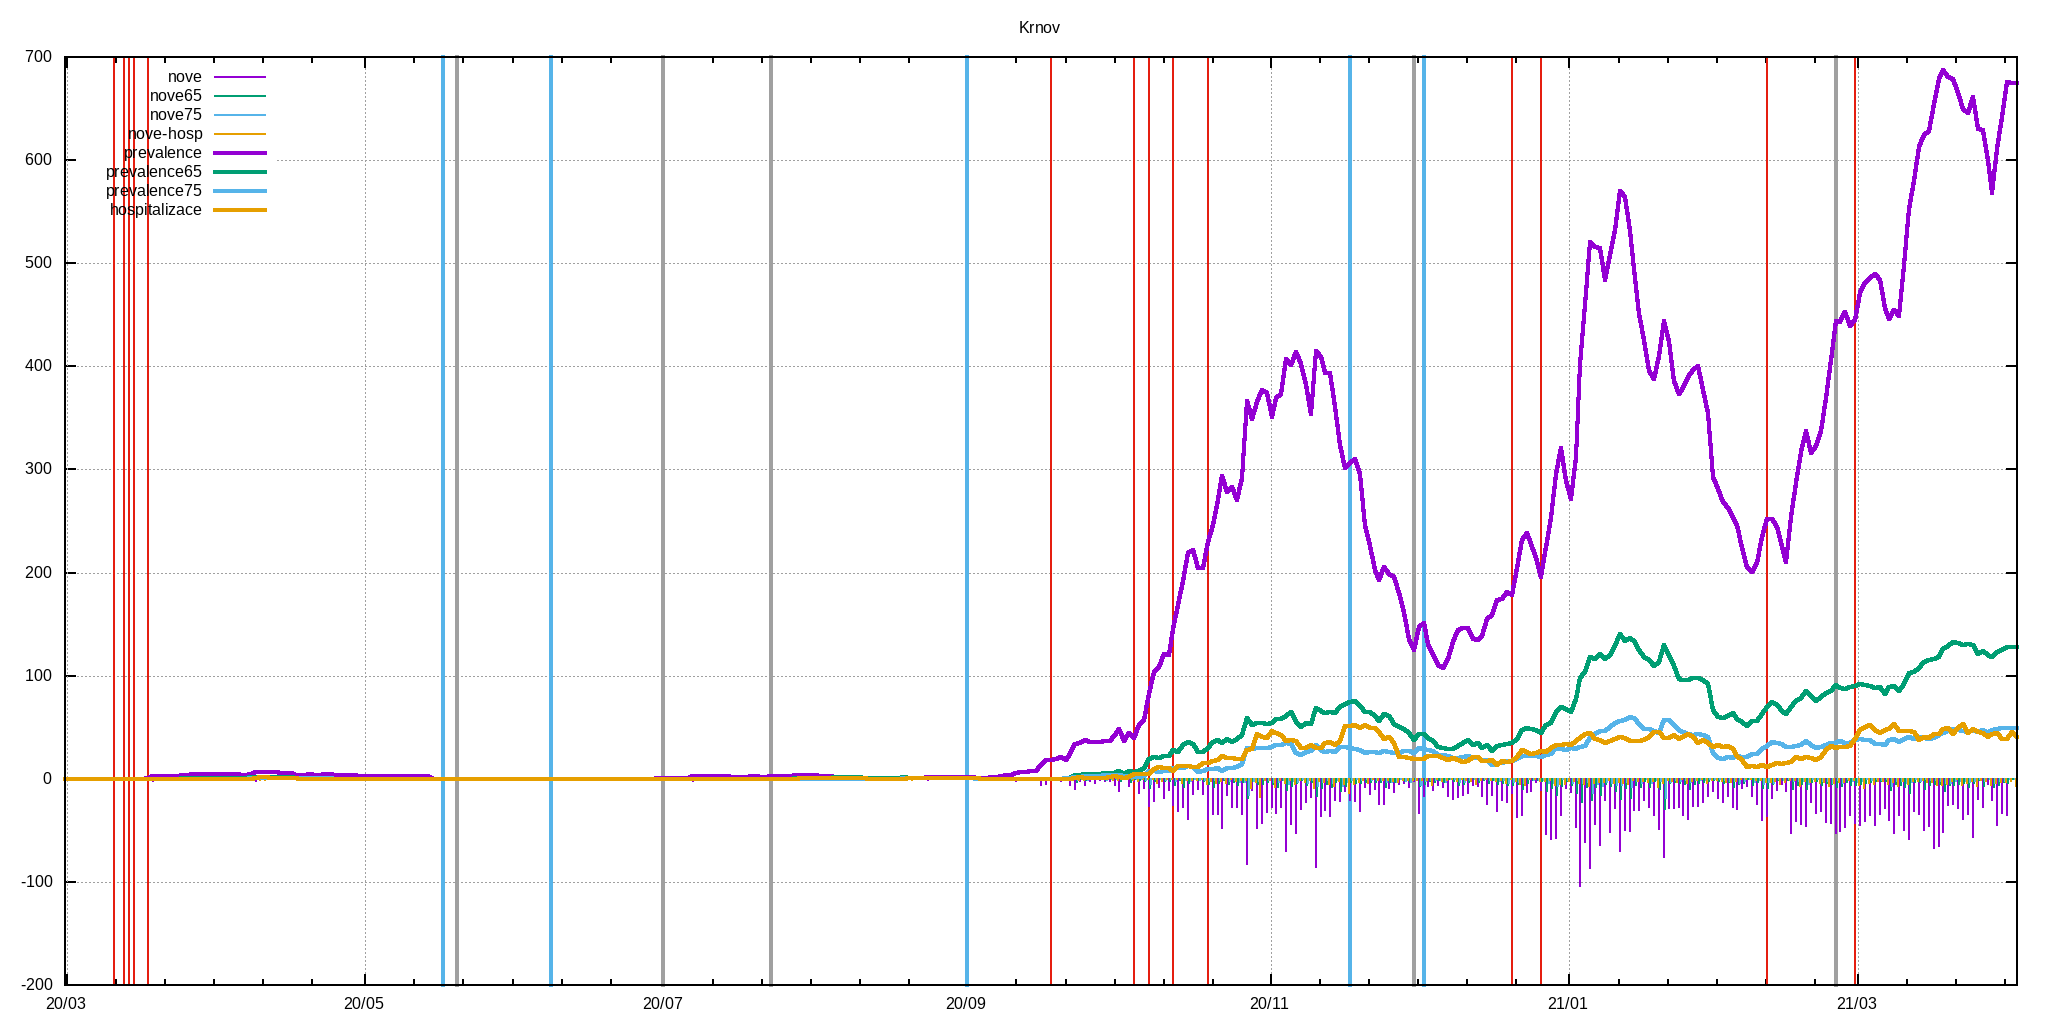 Krnov
700
nove
nove65
nove75
nove-hosp
prevalence
prevalence65
prevalence75
hospitalizace
600
500
400
300
200
100
0
-100
-200
20/03 20/05 20/07 20/09 20/11 21/01 21/03